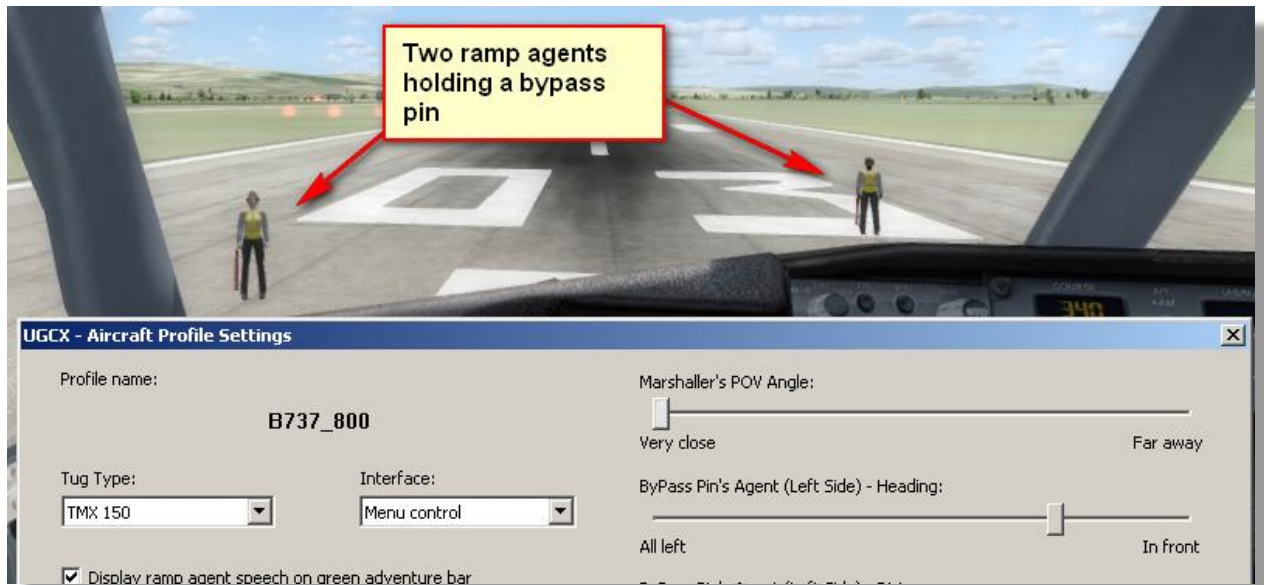 Two ramp agents
holding a bypass
pin
03
COURSE
340
A/T
ARM
UGCX - Aircraft Profile Settings
Profile name:
B737_800
Tug Type:
Interface:
TMX 150
Menu control
Display ramp agent speech on green adventure bar
Marshaller's POV Angle:
Very close
Far away
ByPass Pin's Agent (Left Side) - Heading:
All left
In front